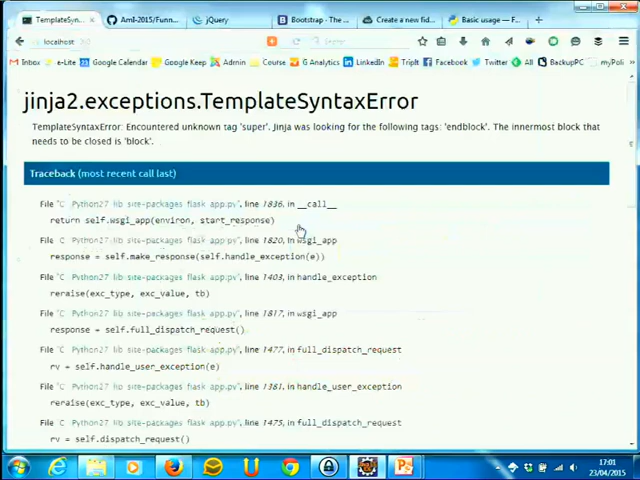 TemplateSyn...
AmI-2015/Funn...
jQuery
Bootstrap · The ...
Create a new fid...
Basic usage — F...
localhost
Inbox
e-Lite
Google Calendar
Google Keep
Admin
Course
G Analytics
LinkedIn
TripIt
Facebook
Twitter
All
BackupPC
myPoli
jinja2.exceptions.TemplateSyntaxError
TemplateSyntaxError: Encountered unknown tag 'super'. Jinja was looking for the following tags: 'endblock'. The innermost block that
needs to be closed is 'block'.
Traceback (most recent call last)
File "C Python27 lib site-packages flask app.py", line 1836, in __call__
return self.wsgi_app(environ, start_response)
File "C Python27 lib site-packages flask app.py", line 1820, in wsgi_app
response = self.make_response(self.handle_exception(e))
File "C Python27 lib site-packages flask app.py", line 1403, in handle_exception
reraise(exc_type, exc_value, tb)
File "C Python27 lib site-packages flask app.py", line 1817, in wsgi_app
response = self.full_dispatch_request()
File "C Python27 lib site-packages flask app.py", line 1477, in full_dispatch_request
rv = self.handle_user_exception(e)
File "C Python27 lib site-packages flask app.py", line 1381, in handle_user_exception
reraise(exc_type, exc_value, tb)
File "C Python27 lib site-packages flask app.py", line 1475, in full_dispatch_request
rv = self.dispatch_request()
17:01
23/04/2015